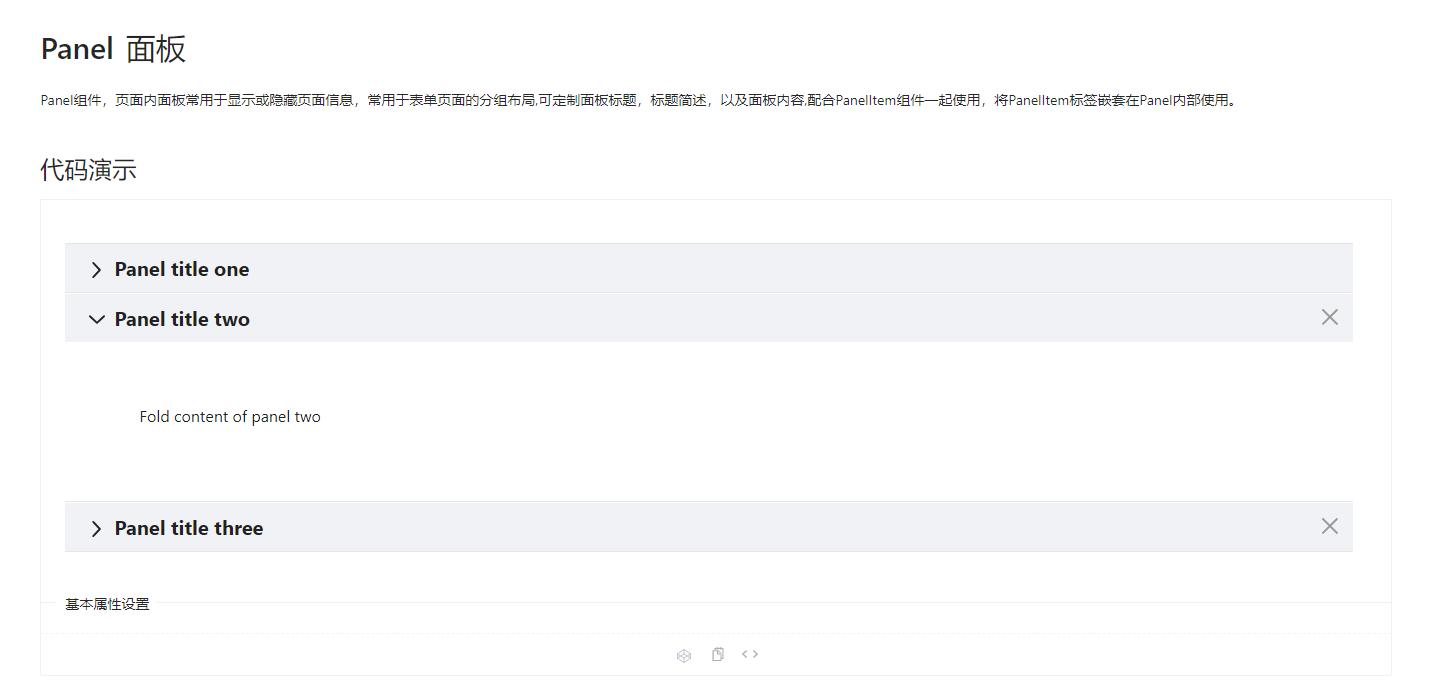 Panel 面板
Panel组件，页面内面板常用于显示或隐藏页面信息，常用于表单页面的分组布局,可定制面板标题，标题简述，以及面板内容,配合PanelItem组件一起使用，将PanelItem标签嵌套在Panel内部使用。
代码演示
Panel title one
Panel title two
Fold content of panel two
Panel title three
基本属性设置